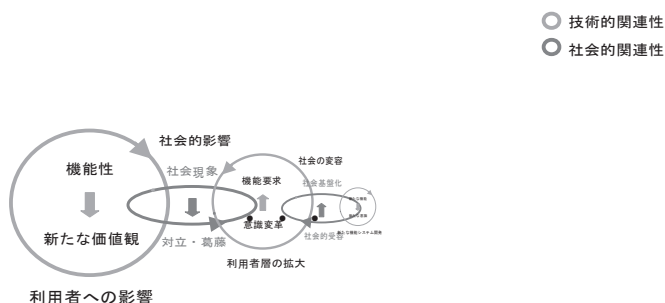 技術的関連性
社会的関連性
社会的影響
社会の変容
機能性
社会現象
機能要求
社会基盤化
新たな価値観
対立・葛藤
意識変革
社会的受容
利用者層の拡大
利用者への影響